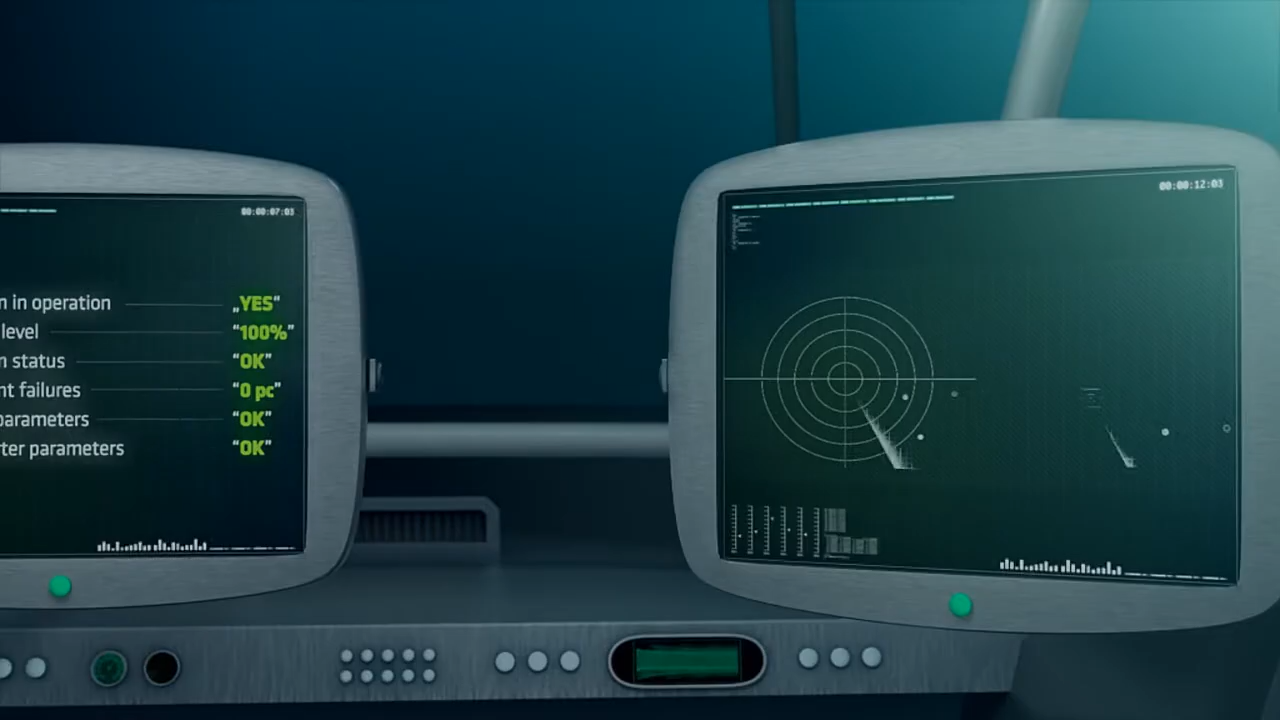 00:00:07:03
n in operation „YES“
level “100%”
n status “OK”
nt failures “0 pc”
parameters “OK”
rter parameters “OK”
00:00:12:03